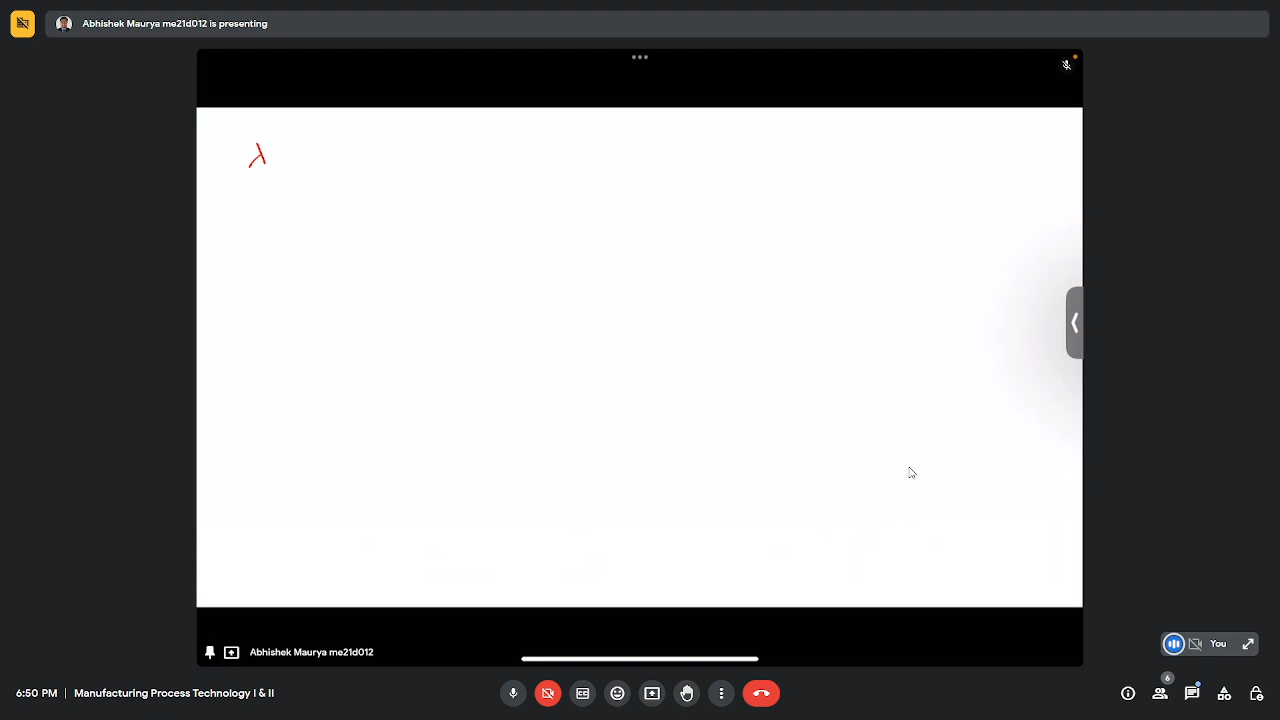 Abhishek Maurya me21d012 is presenting
λ
Abhishek Maurya me21d012
You
6
6:50 PM | Manufacturing Process Technology I & II